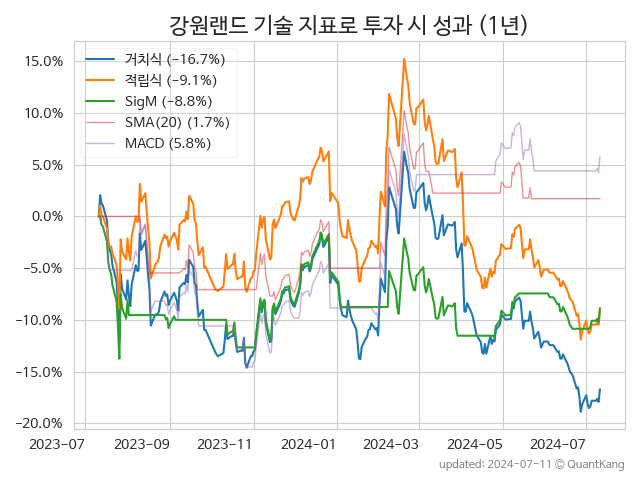 강원랜드 기술 지표로 투자 시 성과 (1년)
거치식 (−16.7%)
적립식 (−9.1%)
SigM (−8.8%)
SMA(20) (1.7%)
MACD (5.8%)
15.0%
10.0%
5.0%
0.0%
−5.0%
−10.0%
−15.0%
−20.0%
2023-07 2023-09 2023-11 2024-01 2024-03 2024-05 2024-07
updated: 2024-07-11 © QuantKang